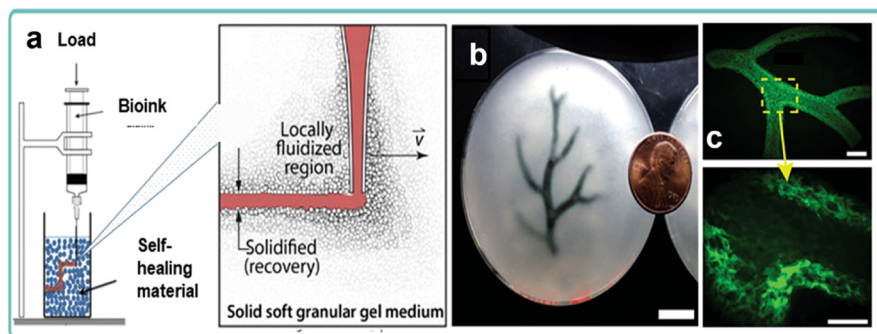 a
Load
Bioink
Self-
healing
material
Locally
fluidized
region
v
Solidified
(recovery)
Solid soft granular gel medium
b
c